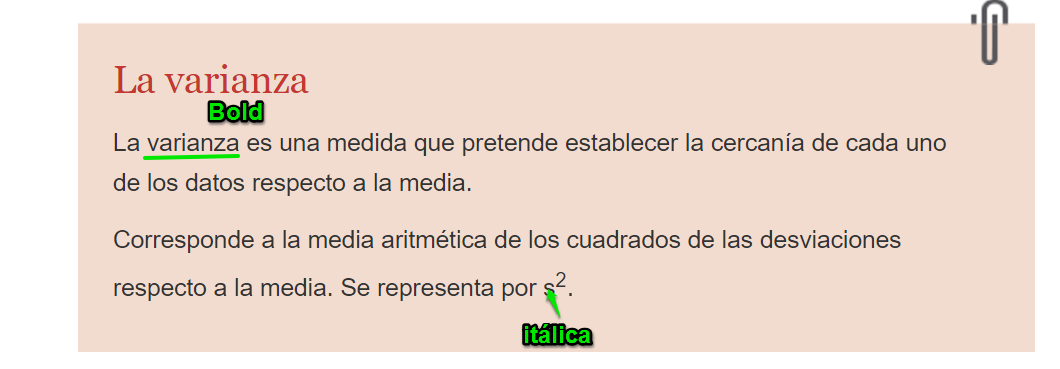 La varianza
Bold
La varianza es una medida que pretende establecer la cercanía de cada uno
de los datos respecto a la media.
Corresponde a la media aritmética de los cuadrados de las desviaciones
respecto a la media. Se representa por s².
itálica